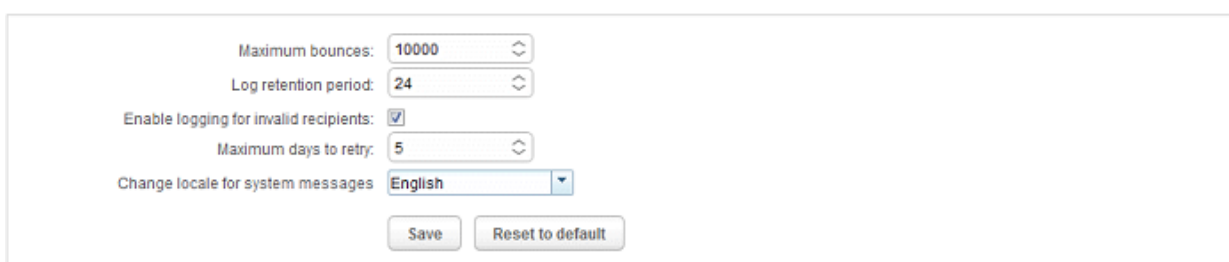 Maximum bounces: 10000
Log retention period: 24
Enable logging for invalid recipients:
Maximum days to retry: 5
Change locale for system messages English
Save Reset to default